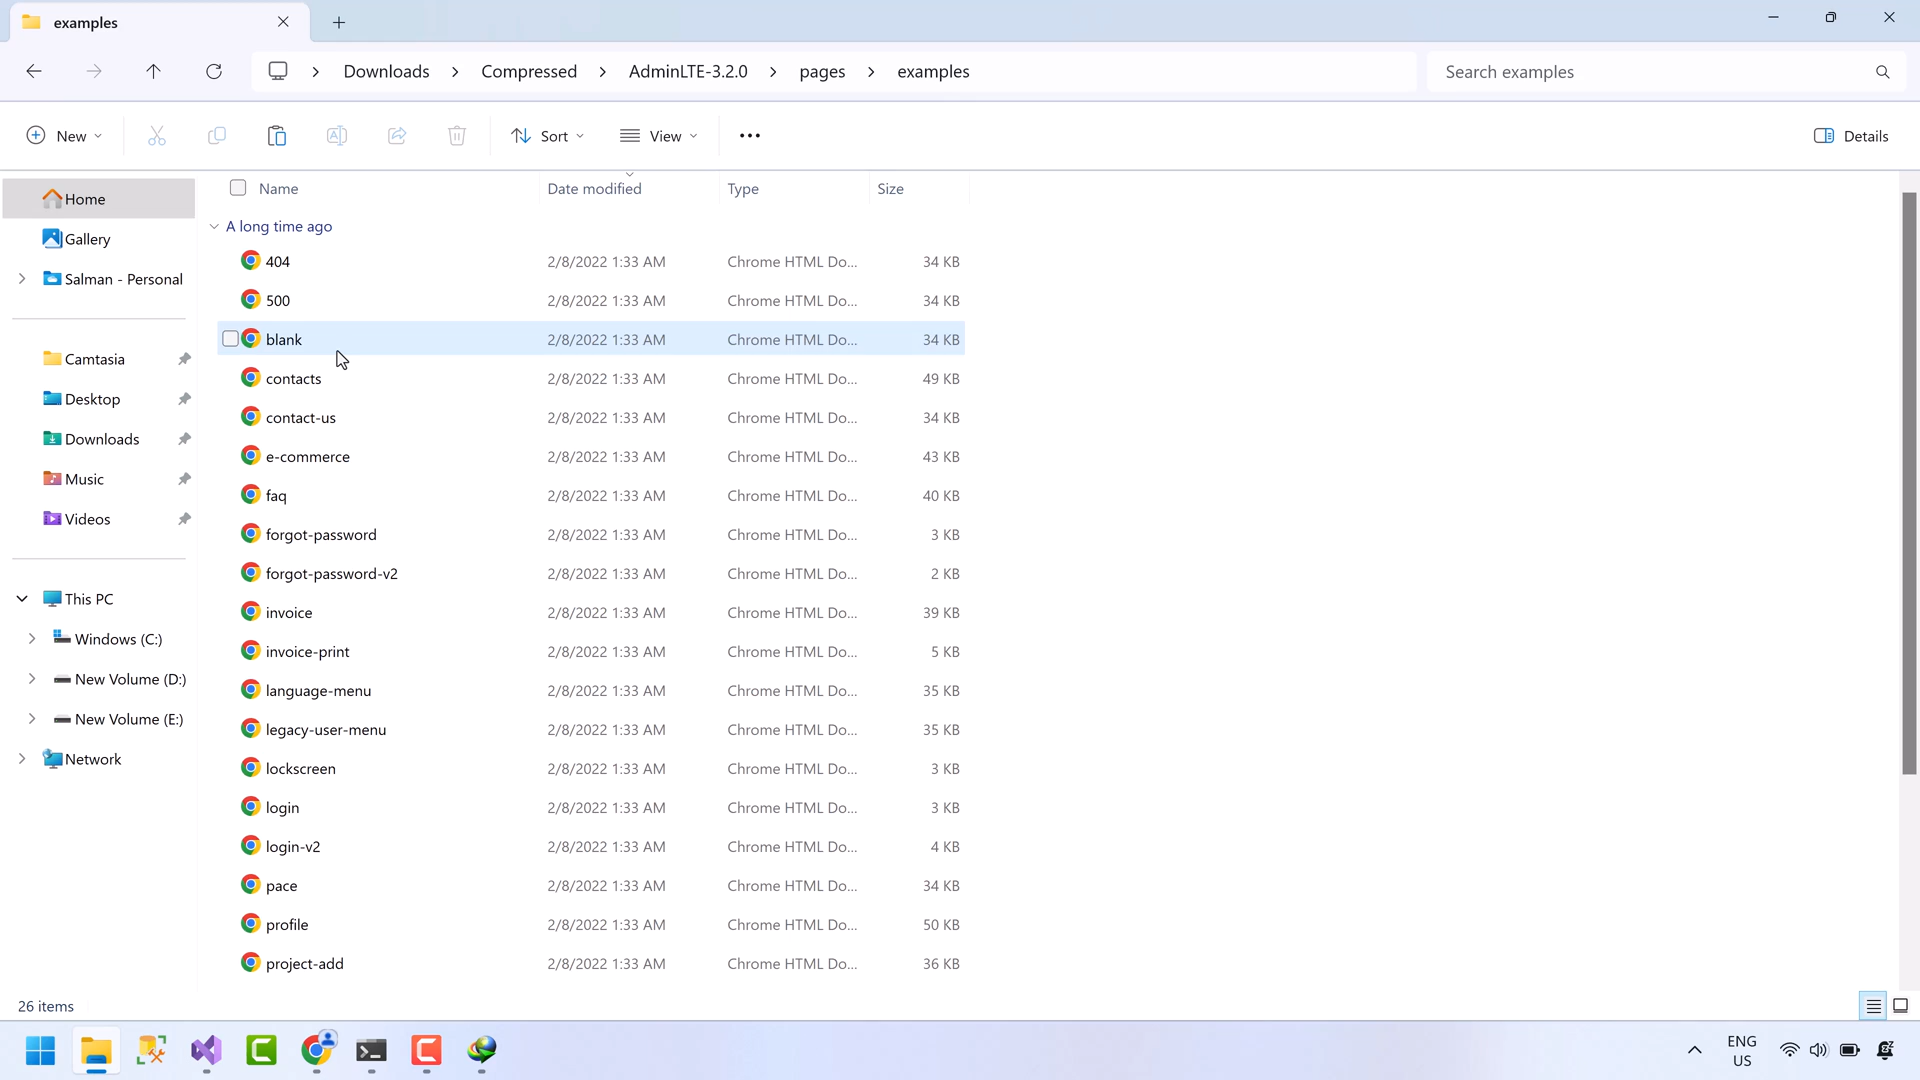 examples
Downloads Compressed AdminLTE-3.2.0 pages examples
Search examples
New Sort View Details
Name Date modified Type Size
A long time ago
404 2/8/2022 1:33 AM Chrome HTML Do... 34 KB
500 2/8/2022 1:33 AM Chrome HTML Do... 34 KB
blank 2/8/2022 1:33 AM Chrome HTML Do... 34 KB
contacts 2/8/2022 1:33 AM Chrome HTML Do... 49 KB
contact-us 2/8/2022 1:33 AM Chrome HTML Do... 34 KB
e-commerce 2/8/2022 1:33 AM Chrome HTML Do... 43 KB
faq 2/8/2022 1:33 AM Chrome HTML Do... 40 KB
forgot-password 2/8/2022 1:33 AM Chrome HTML Do... 3 KB
forgot-password-v2 2/8/2022 1:33 AM Chrome HTML Do... 2 KB
invoice 2/8/2022 1:33 AM Chrome HTML Do... 39 KB
invoice-print 2/8/2022 1:33 AM Chrome HTML Do... 5 KB
language-menu 2/8/2022 1:33 AM Chrome HTML Do... 35 KB
legacy-user-menu 2/8/2022 1:33 AM Chrome HTML Do... 35 KB
lockscreen 2/8/2022 1:33 AM Chrome HTML Do... 3 KB
login 2/8/2022 1:33 AM Chrome HTML Do... 3 KB
login-v2 2/8/2022 1:33 AM Chrome HTML Do... 4 KB
pace 2/8/2022 1:33 AM Chrome HTML Do... 34 KB
profile 2/8/2022 1:33 AM Chrome HTML Do... 50 KB
project-add 2/8/2022 1:33 AM Chrome HTML Do... 36 KB
Home
Gallery
Salman - Personal
Camtasia
Desktop
Downloads
Music
Videos
This PC
Windows (C:)
New Volume (D:)
New Volume (E:)
Network
26 items
ENG
US